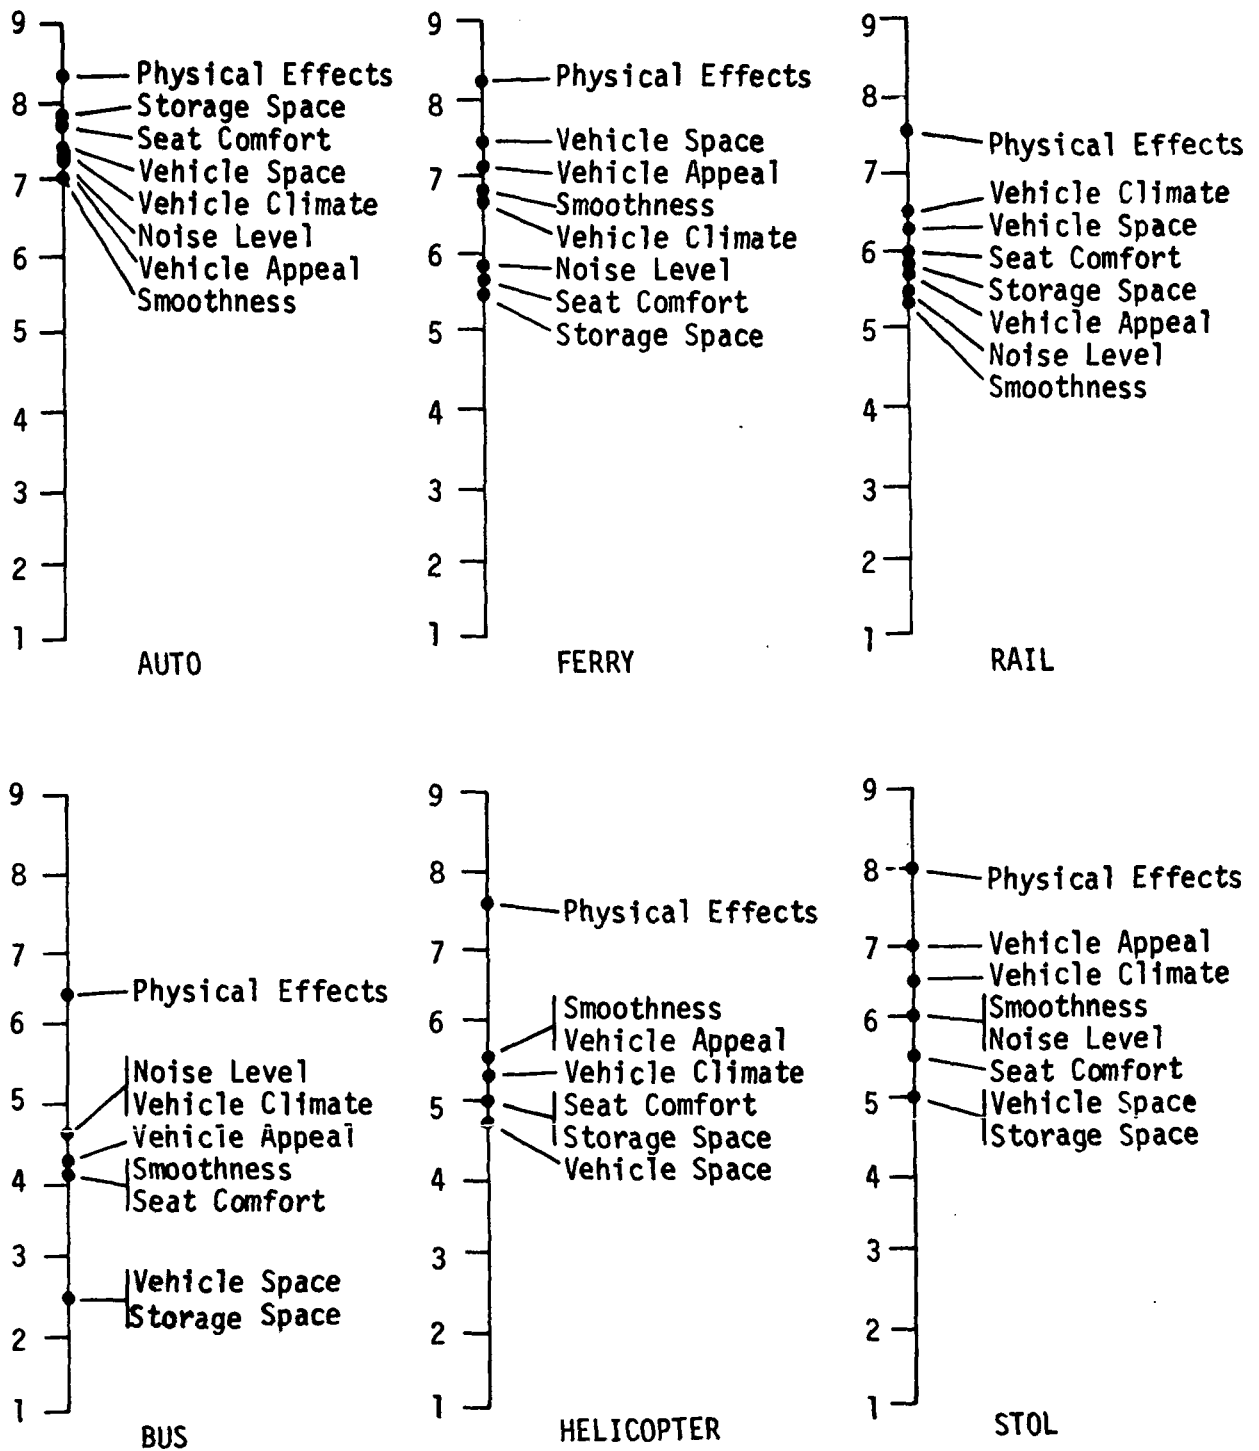 9
8
7
6
5
4
3
2
1
Physical Effects
Storage Space
Seat Comfort
Vehicle Space
Vehicle Climate
Noise Level
Vehicle Appeal
Smoothness
AUTO
9
8
7
6
5
4
3
2
1
Physical Effects
Vehicle Space
Vehicle Appeal
Smoothness
Vehicle Climate
Noise Level
Seat Comfort
Storage Space
FERRY
9
8
7
6
5
4
3
2
1
Physical Effects
Vehicle Climate
Vehicle Space
Seat Comfort
Storage Space
Vehicle Appeal
Noise Level
Smoothness
RAIL
9
8
7
6
5
4
3
2
1
Physical Effects
Noise Level
Vehicle Climate
Vehicle Appeal
Smoothness
Seat Comfort
Vehicle Space
Storage Space
BUS
9
8
7
6
5
4
3
2
1
Physical Effects
Smoothness
Vehicle Appeal
Vehicle Climate
Seat Comfort
Storage Space
Vehicle Space
HELICOPTER
9
8
7
6
5
4
3
2
1
Physical Effects
Vehicle Appeal
Vehicle Climate
Smoothness
Noise Level
Seat Comfort
Vehicle Space
Storage Space
STOL